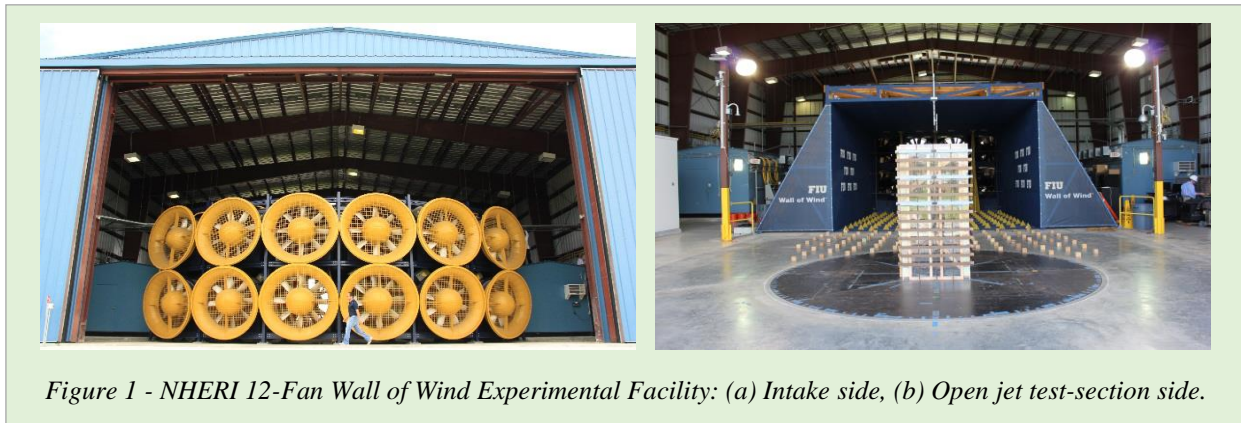 FIU
Wall of Wind
FIU
Wall of Wind
Figure 1 - NHERI 12-Fan Wall of Wind Experimental Facility: (a) Intake side, (b) Open jet test-section side.